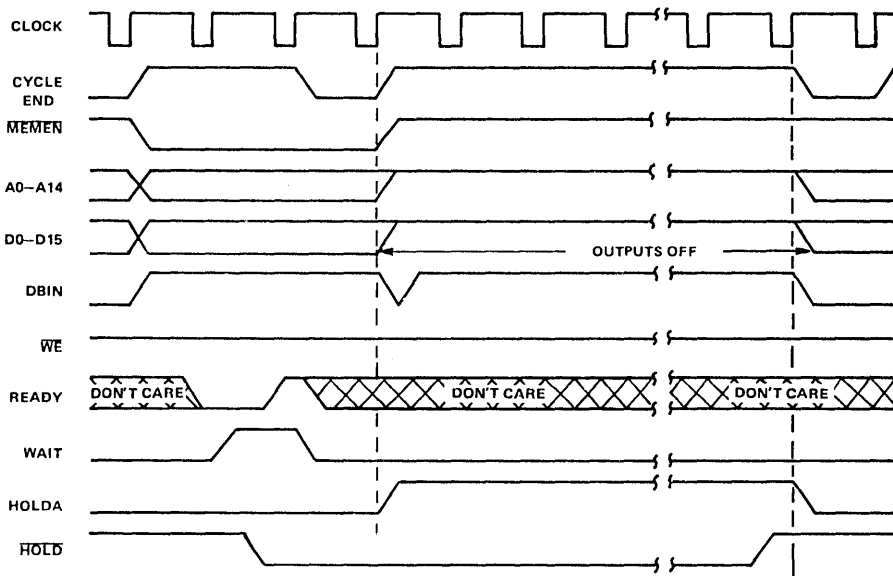 CLOCK
CYCLE
END
MEMEN
A0–A14
D0–D15
OUTPUTS OFF
DBIN
WE
READY
DON'T CARE
DON'T CARE
DON'T CARE
WAIT
HOLDA
HOLD